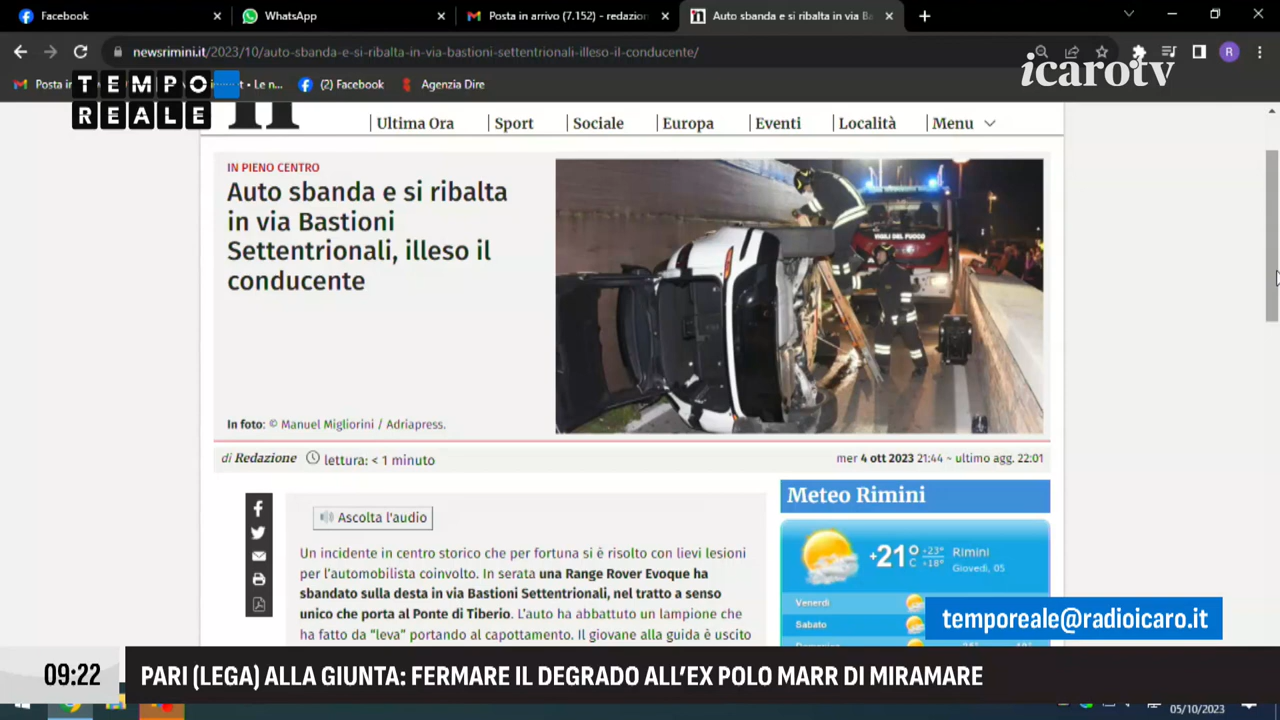 Facebook
WhatsApp
Posta in arrivo (7.152) - redazion
Auto sbanda e si ribalta in via Ba
newsrimini.it/2023/10/auto-sbanda-e-si-ribalta-in-via-bastioni-settentrionali-illeso-il-conducente/
R
icarotv
Posta in
• Le n...
(2) Facebook
Agenzia Dire
TEMPO
REALE
Ultima Ora
Sport
Sociale
Europa
Eventi
Località
Menu
IN PIENO CENTRO
Auto sbanda e si ribalta
in via Bastioni
Settentrionali, illeso il
conducente
VIGILI DEL FUOCO
In foto: © Manuel Migliorini / Adriapress.
di Redazione
lettura: < 1 minuto
mer 4 ott 2023 21:44 ~ ultimo agg. 22:01
Ascolta l'audio
Un incidente in centro storico che per fortuna si è risolto con lievi lesioni
per l'automobilista coinvolto. In serata una Range Rover Evoque ha
sbandato sulla desta in via Bastioni Settentrionali, nel tratto a senso
unico che porta al Ponte di Tiberio. L'auto ha abbattuto un lampione che
ha fatto da “leva” portando al capottamento. Il giovane alla guida è uscito
Meteo Rimini
+21°C
+23°
+18°
Rimini
Giovedì, 05
Venerdì
Sabato
temporeale@radioicaro.it
09:22
PARI (LEGA) ALLA GIUNTA: FERMARE IL DEGRADO ALL'EX POLO MARR DI MIRAMARE
05/10/2023